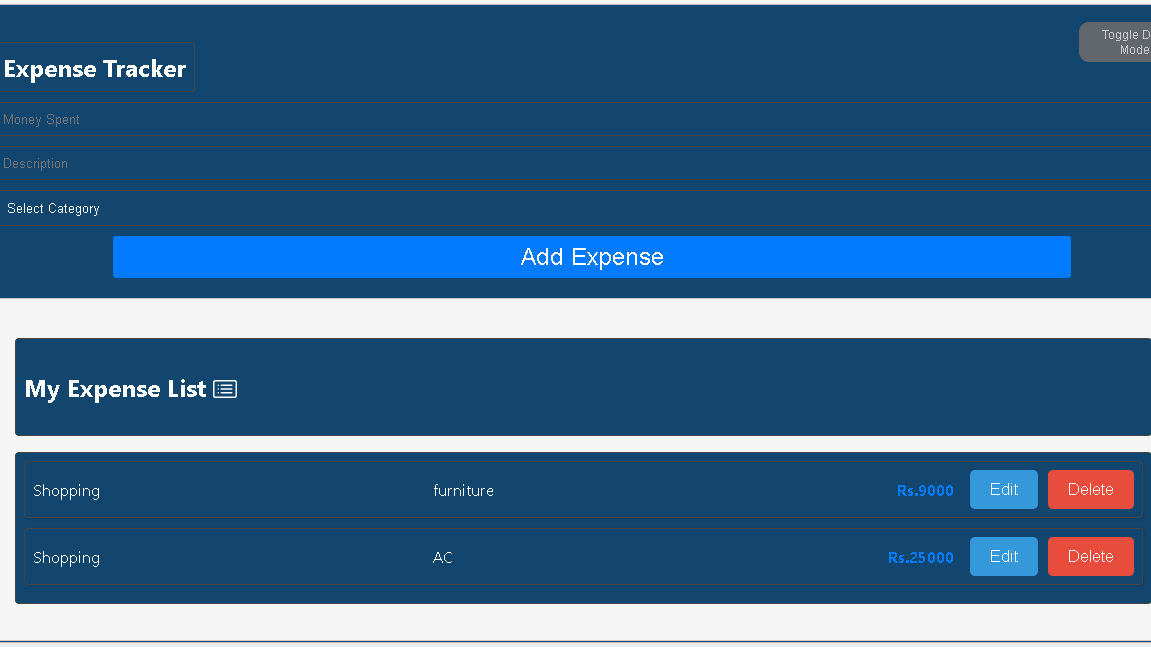 Toggle D
Mode
Expense Tracker
Money Spent
Description
Select Category
Add Expense
My Expense List
Shopping furniture Rs.9000 Edit Delete
Shopping AC Rs.25000 Edit Delete